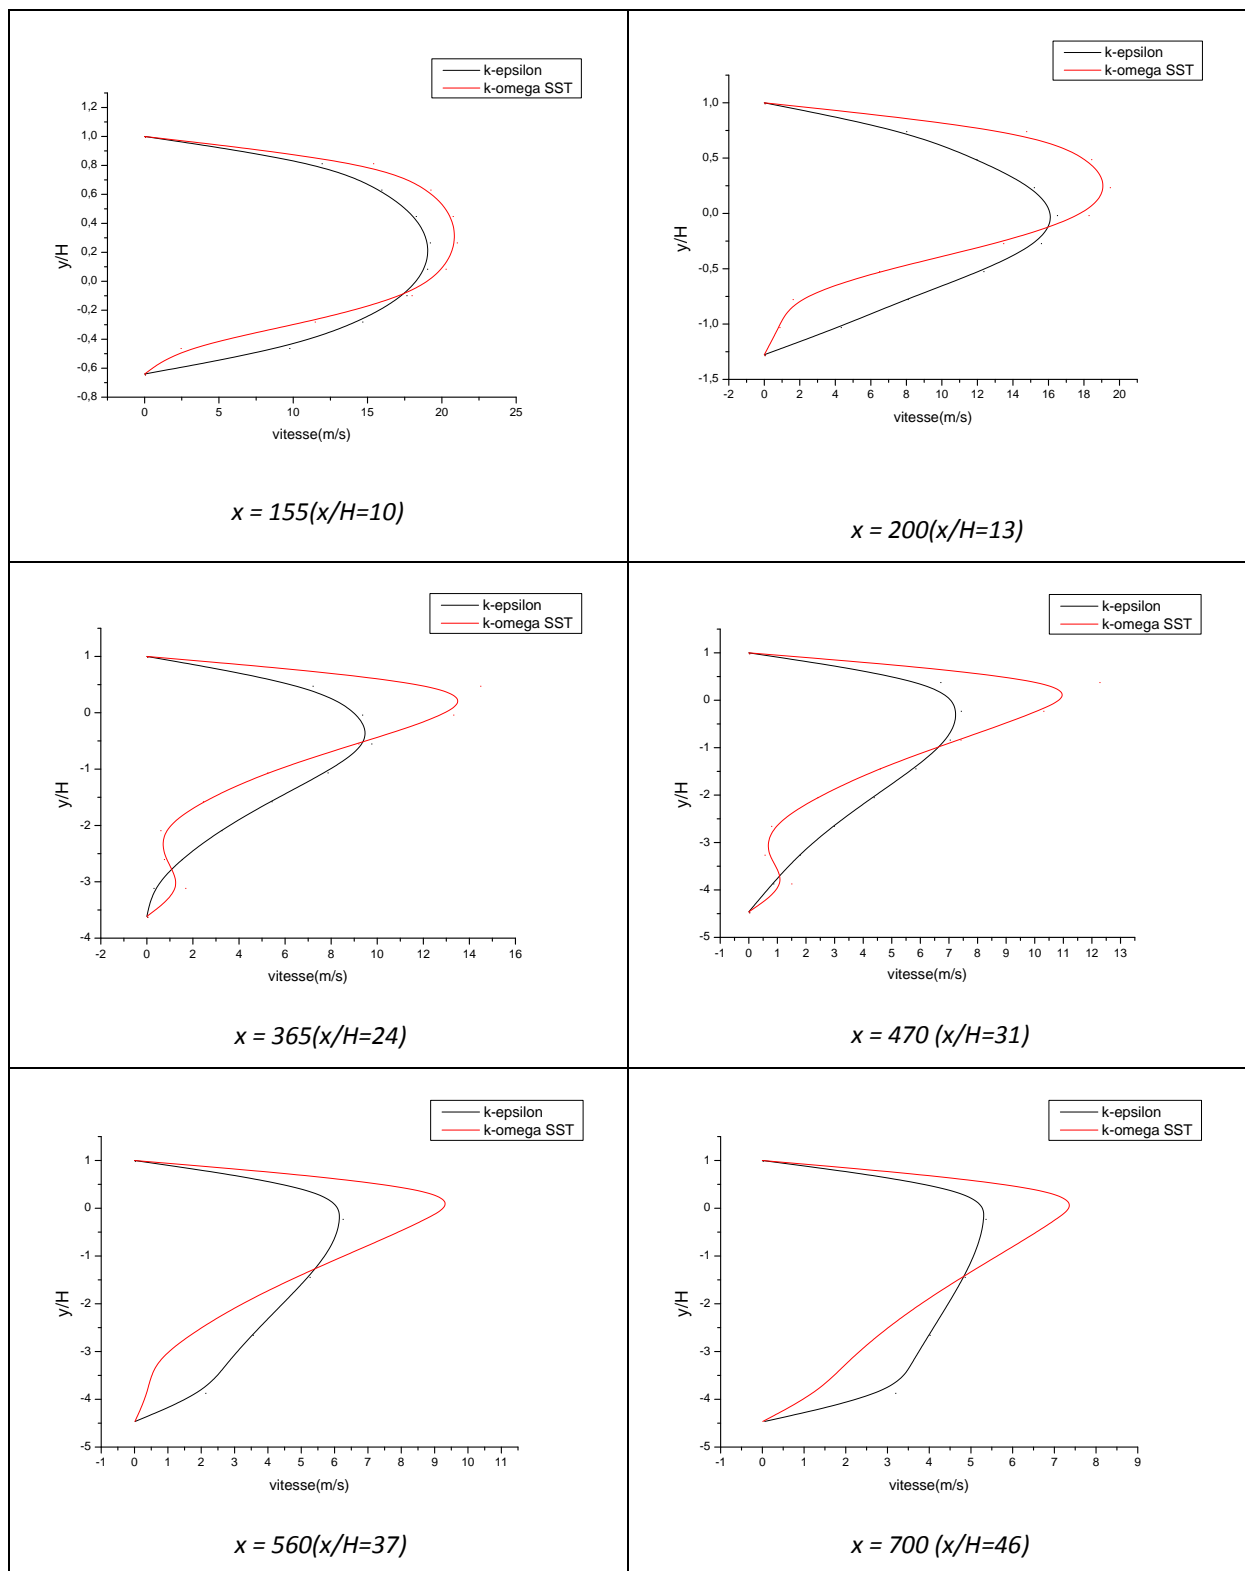 k-epsilon
k-omega SST
1,2
1,0
0,8
0,6
0,4
0,2
0,0
-0,2
-0,4
-0,6
-0,8
y/H
0 5 10 15 20 25
vitesse(m/s)
x = 155(x/H=10)
k-epsilon
k-omega SST
1,0
0,5
0,0
-0,5
-1,0
-1,5
y/H
-2 0 2 4 6 8 10 12 14 16 18 20
vitesse(m/s)
x = 200(x/H=13)
k-epsilon
k-omega SST
1
0
-1
-2
-3
-4
y/H
-2 0 2 4 6 8 10 12 14 16
vitesse(m/s)
x = 365(x/H=24)
k-epsilon
k-omega SST
1
0
-1
-2
-3
-4
-5
y/H
-1 0 1 2 3 4 5 6 7 8 9 10 11 12 13
vitesse(m/s)
x = 470 (x/H=31)
k-epsilon
k-omega SST
1
0
-1
-2
-3
-4
-5
y/H
-1 0 1 2 3 4 5 6 7 8 9 10 11
vitesse(m/s)
x = 560(x/H=37)
k-epsilon
k-omega SST
1
0
-1
-2
-3
-4
-5
y/H
-1 0 1 2 3 4 5 6 7 8 9
vitesse(m/s)
x = 700 (x/H=46)